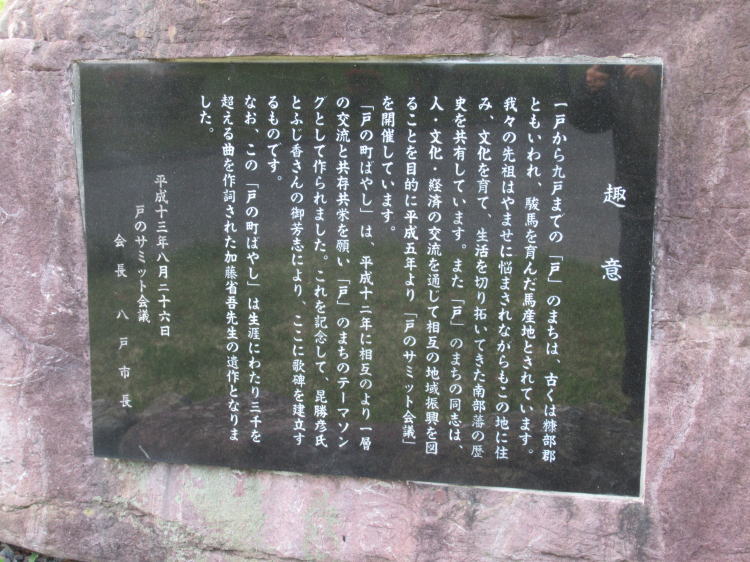 趣意
一戸から九戸までの「戸」のまちは、古くは糠部郡
ともいわれ、駿馬を育んだ馬産地とされています。
我々の先祖はやませに悩まされながらもこの地に住
み、文化を育て、生活を切り拓いてきた南部藩の歴
史を共有しています。また「戸」のまちの同志は、
人・文化・経済の交流を通じて相互の地域振興を図
ることを目的に平成五年より「戸のサミット会議」
を開催しています。
「戸の町ばやし」は、平成十二年に相互のより一層
の交流と共存共栄を願い「戸」のまちのテーマソン
グとして作られました。これを記念して、昆勝彦氏
とふじ香さんの御芳志により、ここに歌碑を建立す
るものです。
なお、この「戸の町ばやし」は生涯にわたり三千を
超える曲を作詞された加藤省吾先生の遺作となりま
した。
平成十三年八月二十六日
戸のサミット会議
会長 八戸市長